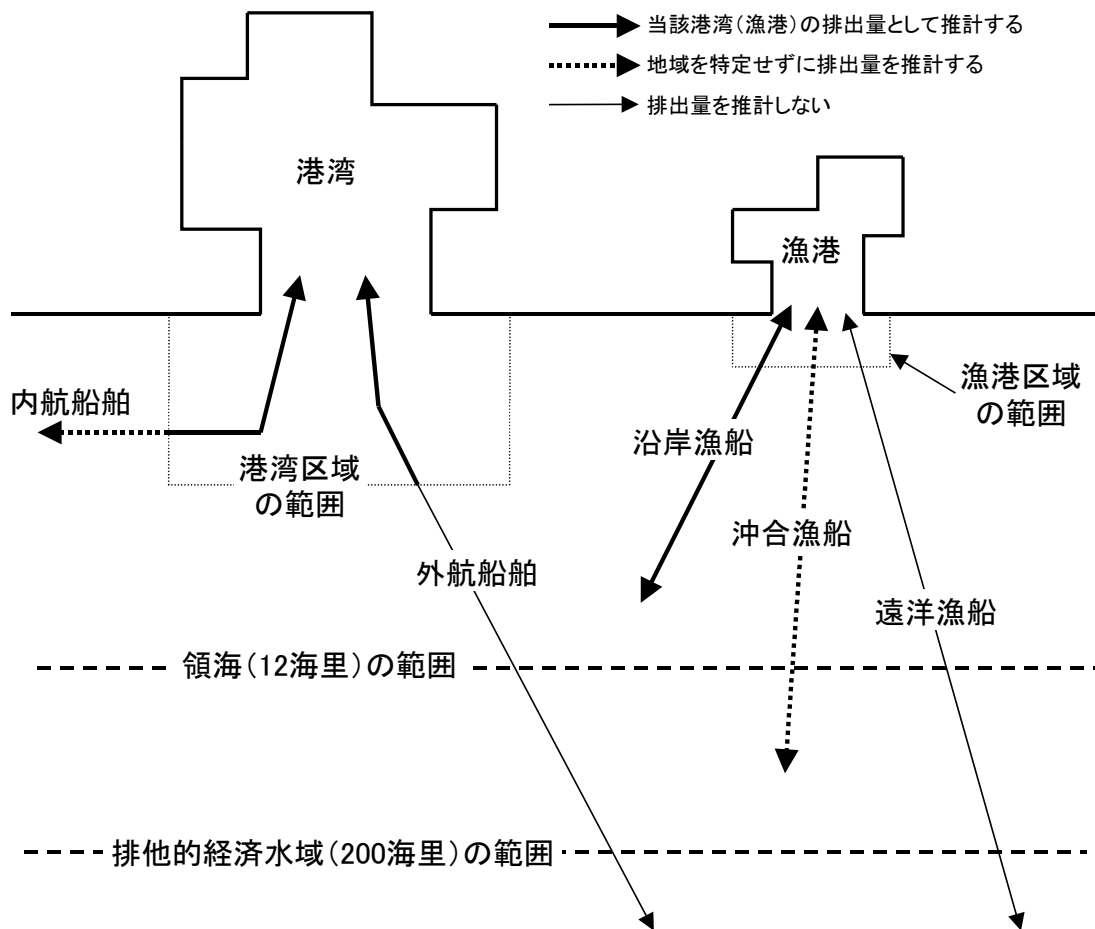 当該港湾(漁港)の排出量として推計する
地域を特定せずに排出量を推計する
排出量を推計しない
港湾
漁港
内航船舶
港湾区域
の範囲
漁港区域
の範囲
沿岸漁船
沖合漁船
外航船舶
遠洋漁船
領海(12海里)の範囲
排他的経済水域(200海里)の範囲